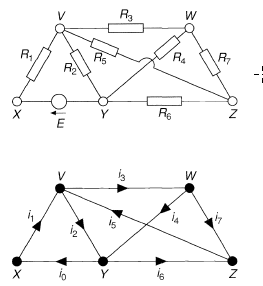 R3
V W
R1 R2 R5 R4 R7
X E Y R6 Z
i3
V W
i1 i2 i5 i4 i7
X i0 Y i6 Z